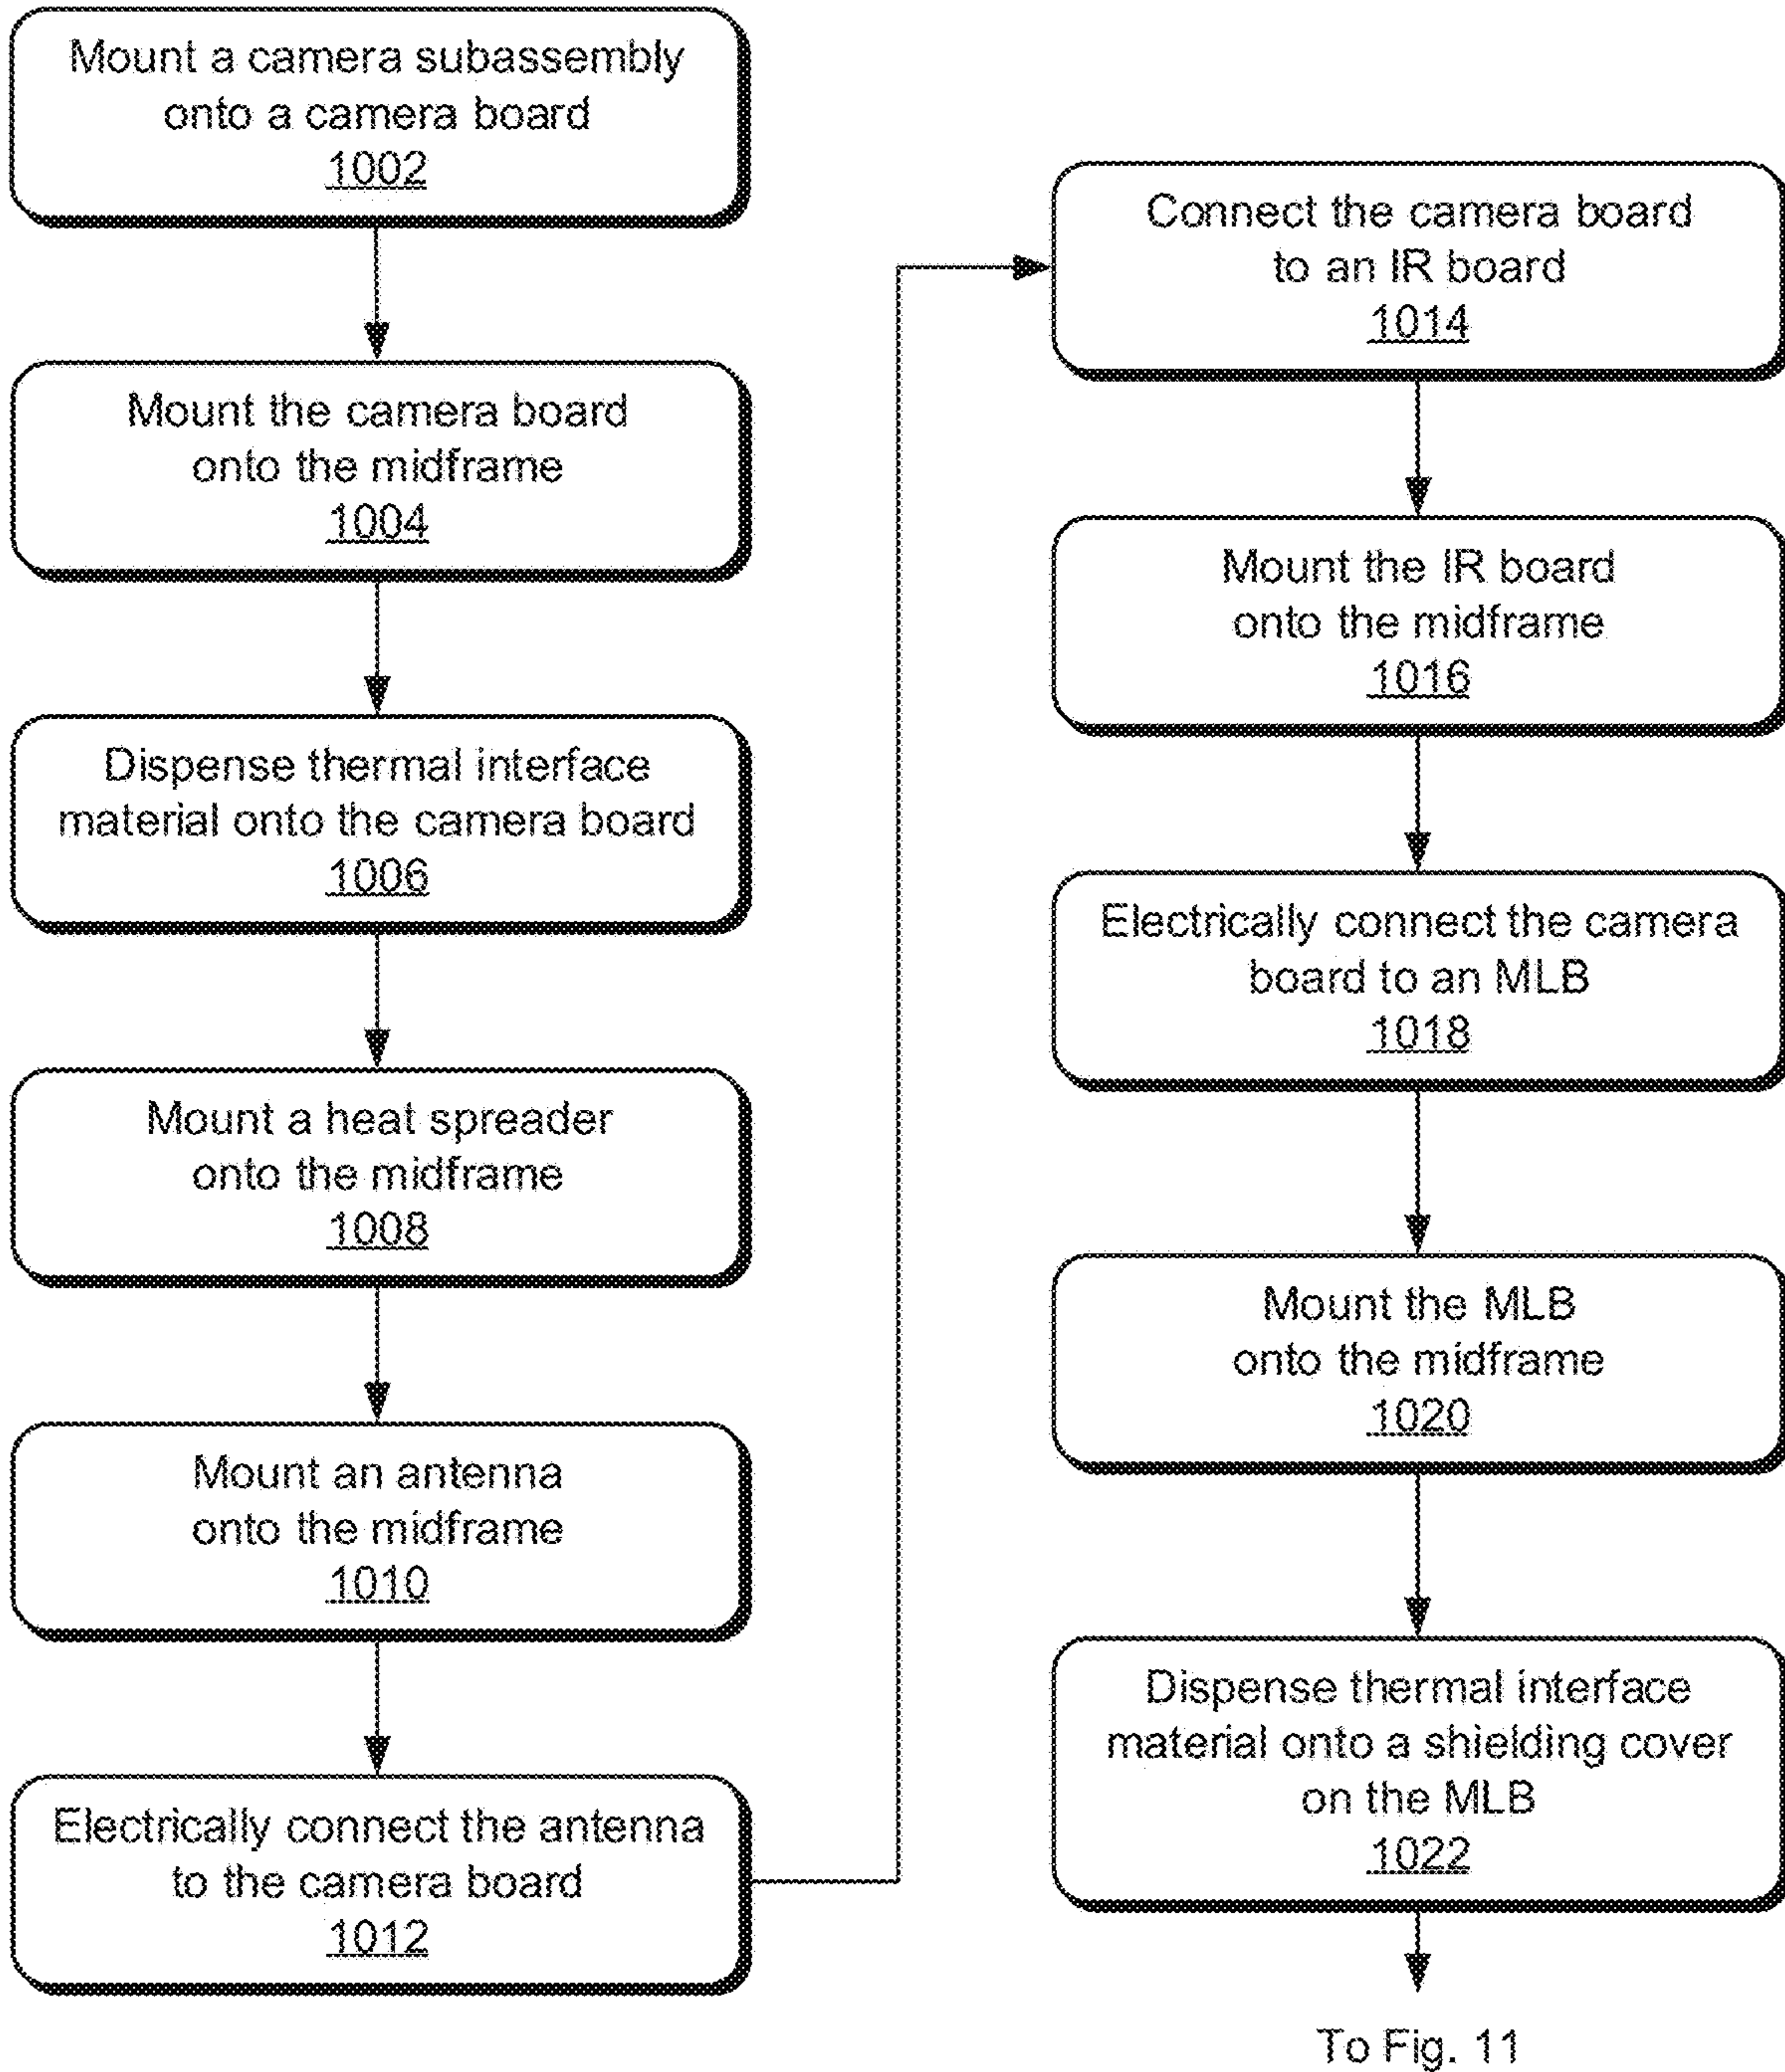 Mount a camera subassembly
onto a camera board
1002
Mount the camera board
onto the midframe
1004
Dispense thermal interface
material onto the camera board
1006
Mount a heat spreader
onto the midframe
1008
Mount an antenna
onto the midframe
1010
Electrically connect the antenna
to the camera board
1012
Connect the camera board
to an IR board
1014
Mount the IR board
onto the midframe
1016
Electrically connect the camera
board to an MLB
1018
Mount the MLB
onto the midframe
1020
Dispense thermal interface
material onto a shielding cover
on the MLB
1022
To Fig. 11